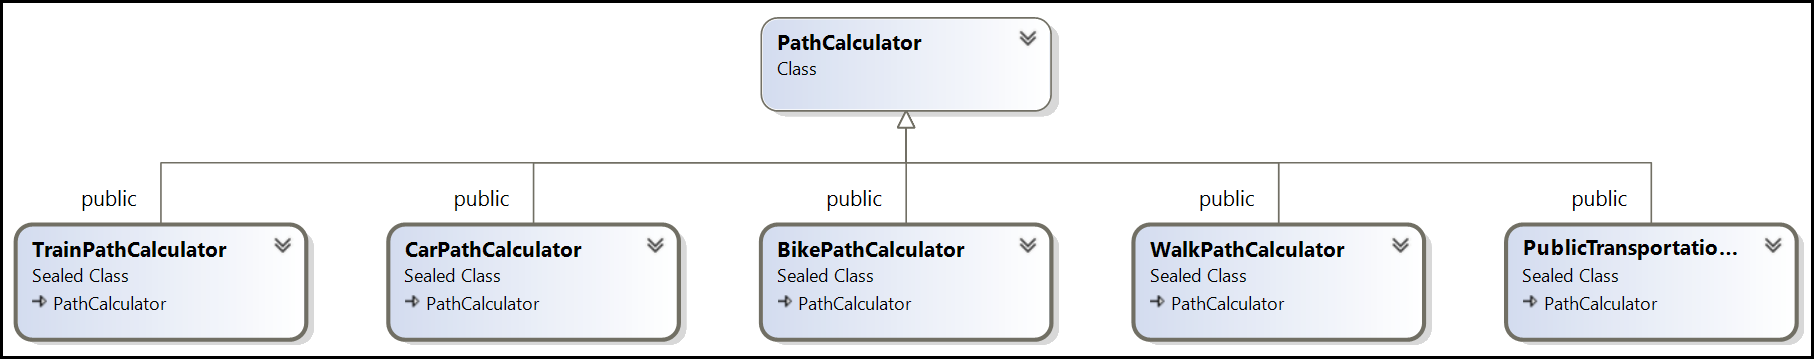 PathCalculator
Class
public
public
public
public
public
TrainPathCalculator
Sealed Class
PathCalculator
CarPathCalculator
Sealed Class
PathCalculator
BikePathCalculator
Sealed Class
PathCalculator
WalkPathCalculator
Sealed Class
PathCalculator
PublicTransportatio...
Sealed Class
PathCalculator